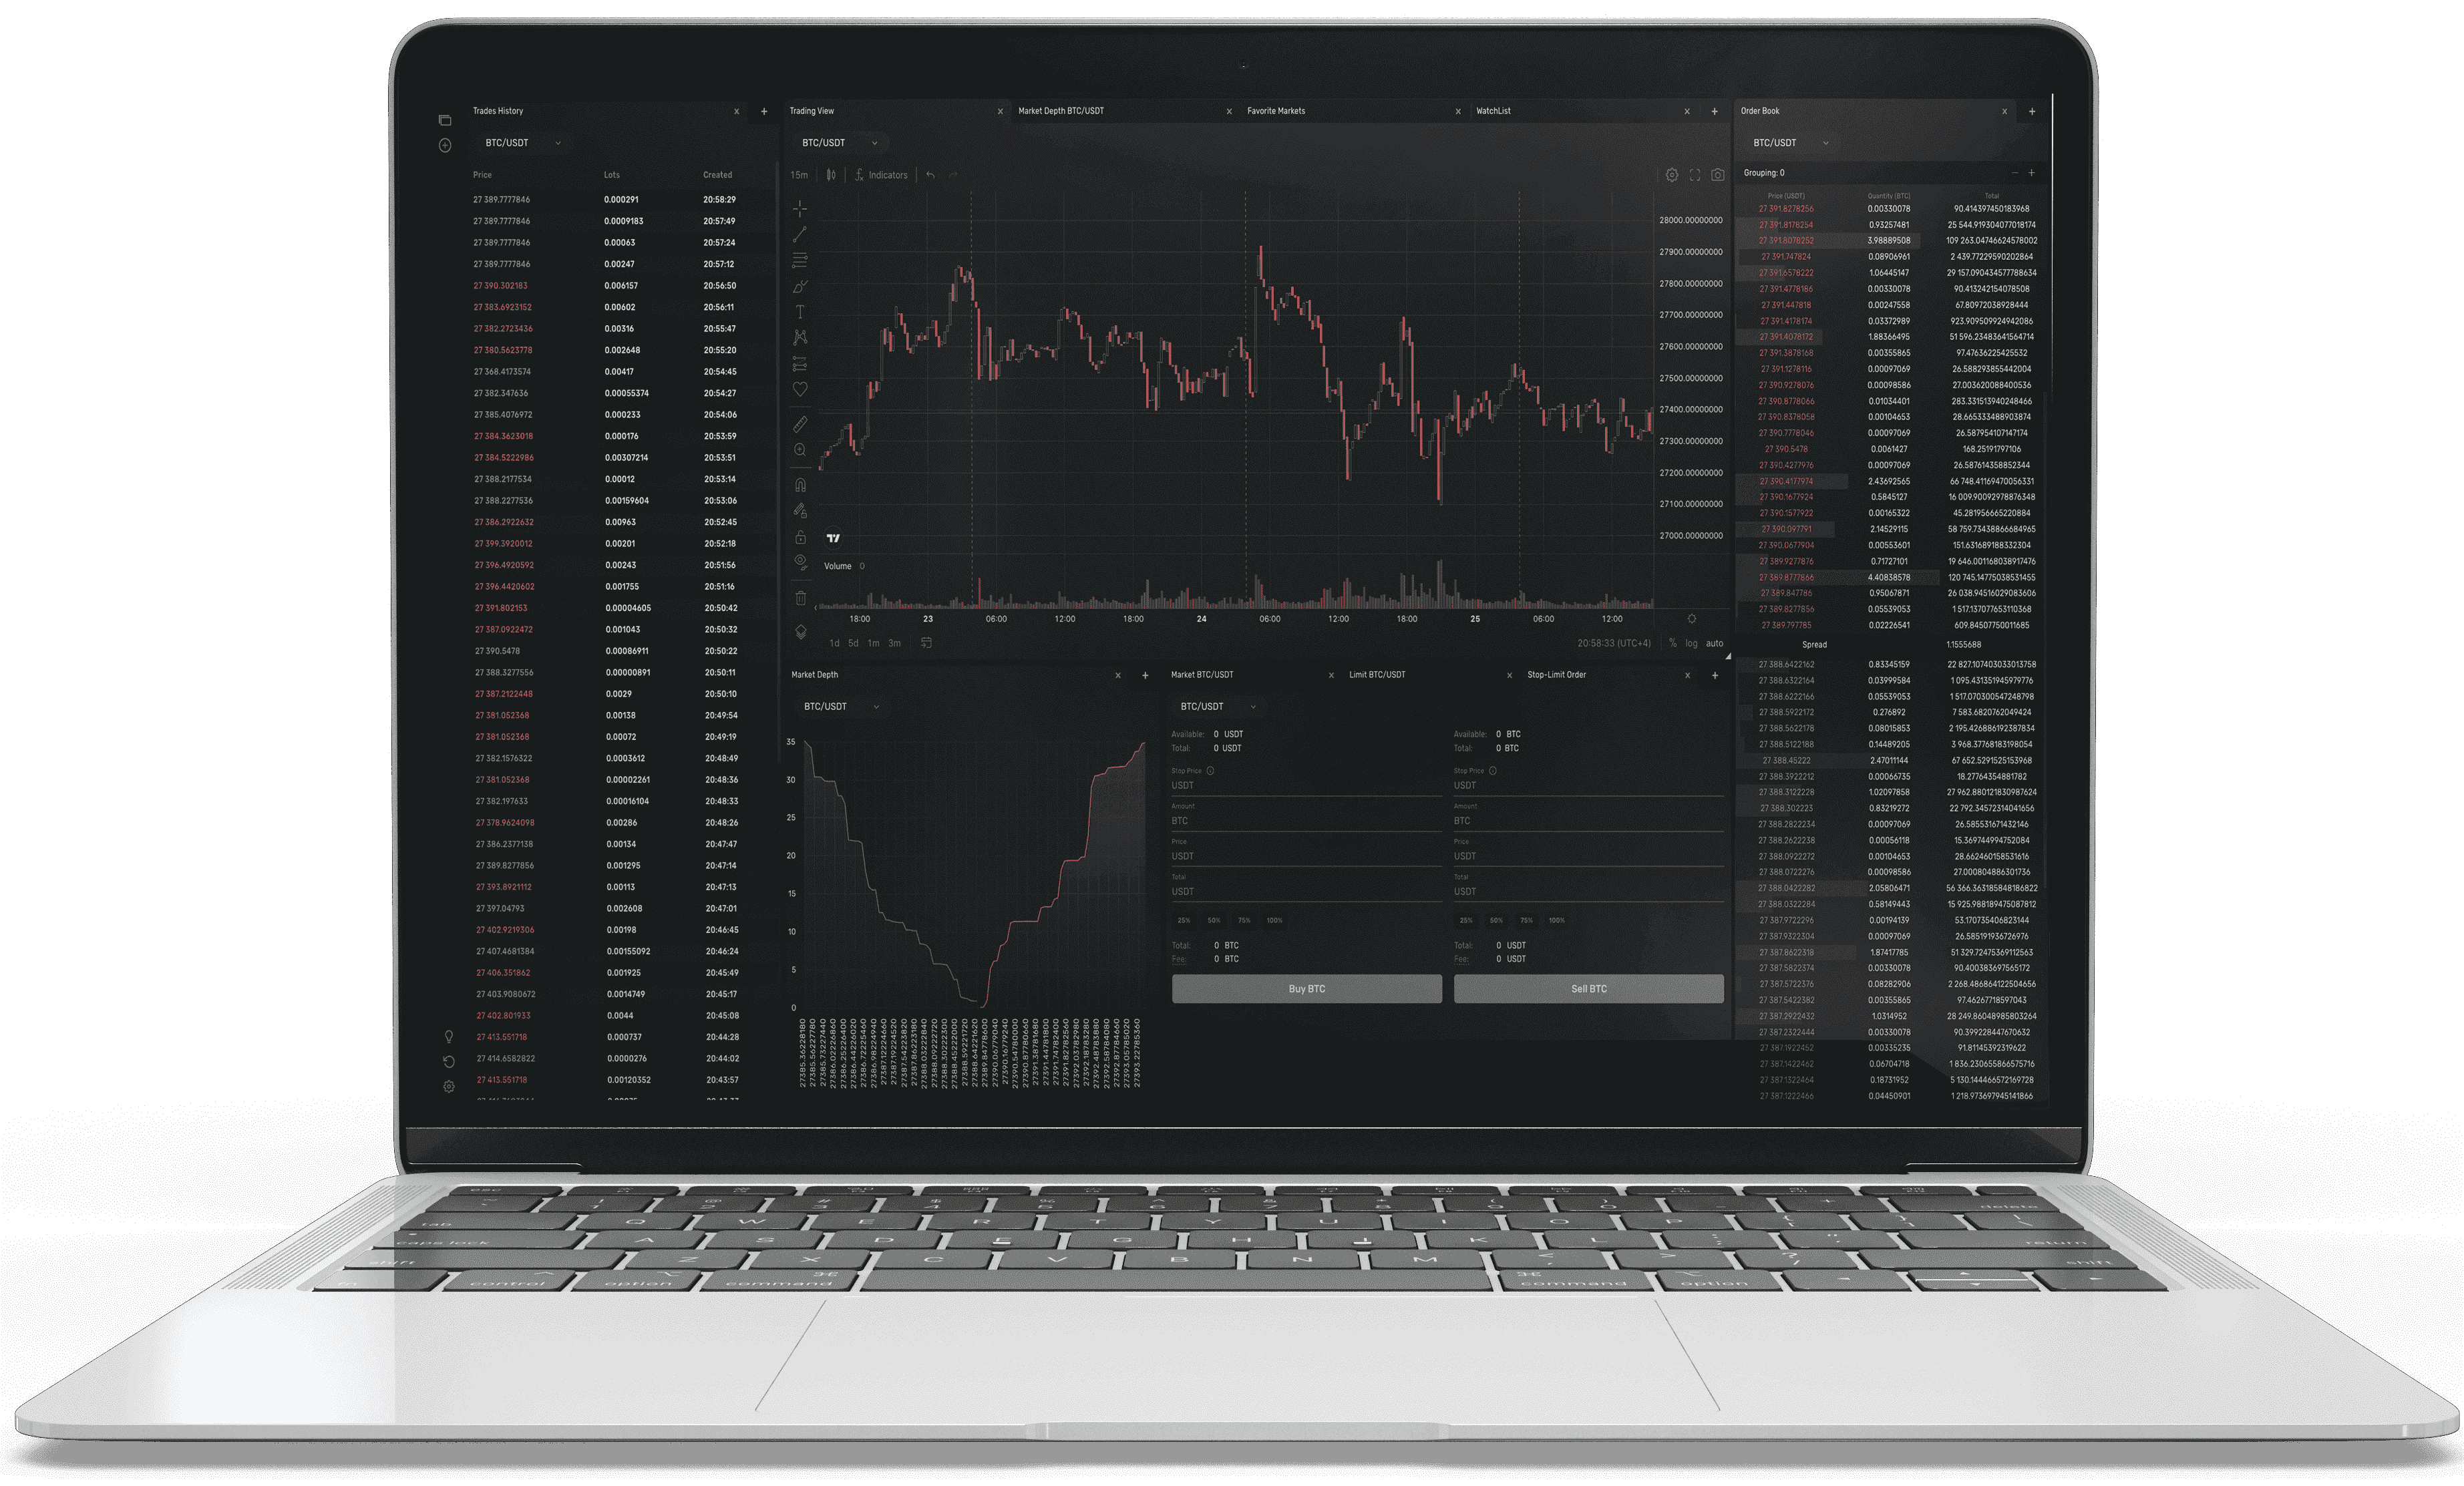 Trades History x +
BTC/USDT
Price Lots Created
27 389.7777846 0.000291 20:58:29
27 389.7777846 0.0009183 20:57:49
27 389.7777846 0.00063 20:57:24
27 389.7777846 0.00247 20:57:12
27 390.302183 0.006157 20:56:50
27 383.6923152 0.00602 20:56:11
27 382.2723436 0.00316 20:55:47
27 380.5623778 0.002648 20:55:20
27 368.4173574 0.00417 20:54:45
27 382.347636 0.00055374 20:54:27
27 385.4076972 0.000233 20:54:06
27 384.3623018 0.000176 20:53:59
27 384.5222986 0.00307214 20:53:51
27 388.2177534 0.00012 20:53:14
27 388.2277536 0.00159604 20:53:06
27 386.2922632 0.00963 20:52:45
27 399.3920012 0.00201 20:52:18
27 396.4920592 0.00243 20:51:56
27 396.4420602 0.001755 20:51:16
27 391.802153 0.00004605 20:50:42
27 387.0922472 0.001043 20:50:32
27 390.5478 0.00086911 20:50:22
27 388.3277556 0.00000891 20:50:11
27 387.2122448 0.0029 20:50:10
27 381.052368 0.00138 20:49:54
27 381.052368 0.00072 20:49:19
27 382.1576322 0.0003612 20:48:49
27 381.052368 0.00002261 20:48:36
27 382.197633 0.00016104 20:48:33
27 378.9624098 0.00286 20:48:26
27 386.2377138 0.00134 20:47:47
27 389.8277856 0.001295 20:47:14
27 393.8921112 0.00113 20:47:13
27 397.04793 0.002608 20:47:01
27 402.9219306 0.00198 20:46:45
27 407.4681384 0.00155092 20:46:24
27 406.351862 0.001925 20:45:49
27 403.9080672 0.0014749 20:45:17
27 402.801933 0.0044 20:45:08
27 413.551718 0.000737 20:44:28
27 414.6582822 0.0000276 20:44:02
27 413.551718 0.00120352 20:43:57
Trading View x Market Depth BTC/USDT x Favorite Markets x WatchList x +
BTC/USDT
15m Indicators
28000.00000000
27900.00000000
27800.00000000
27700.00000000
27600.00000000
27500.00000000
27400.00000000
27300.00000000
27200.00000000
27100.00000000
27000.00000000
Volume 0
18:00 23 06:00 12:00 18:00 24 06:00 12:00 18:00 25 06:00 12:00
1d 5d 1m 3m 20:58:33 (UTC+4) % log auto
Market Depth x +
BTC/USDT
35
30
25
20
15
10
5
0
Market BTC/USDT x Limit BTC/USDT x Stop-Limit Order x +
BTC/USDT
Available: 0 USDT Available: 0 BTC
Total: 0 USDT Total: 0 BTC
Stop Price Stop Price
USDT USDT
Amount Amount
BTC BTC
Price Price
USDT USDT
Total Total
USDT USDT
25% 50% 75% 100% 25% 50% 75% 100%
Total: 0 BTC Total: 0 USDT
Fee: 0 BTC Fee: 0 USDT
Buy BTC Sell BTC
Order Book x +
BTC/USDT
Grouping: 0 − +
Price (USDT) Quantity (BTC) Total
27 391.8278256 0.00330078 90.414397450183968
27 391.8178254 0.93257481 25 544.919304077018174
27 391.8078252 3.98889508 109 263.04746624578002
27 391.747824 0.08906961 2 439.77229590202864
27 391.6578222 1.06445147 29 157.090434577788634
27 391.4778186 0.00330078 90.413242154078508
27 391.447818 0.00247558 67.80972038928444
27 391.4178174 0.03372989 923.909509924942086
27 391.4078172 1.88366495 51 596.23483641564714
27 391.3878168 0.00355865 97.47636225425532
27 391.1278116 0.00097069 26.588293855442004
27 390.9278076 0.00098586 27.003620088400536
27 390.8778066 0.01034401 283.331513940248466
27 390.8378058 0.00104653 28.665333488903874
27 390.7778046 0.00097069 26.587954107147174
27 390.5478 0.0061427 168.25191797106
27 390.4277976 0.00097069 26.587614358852344
27 390.4177974 2.43692565 66 748.41169470056331
27 390.1677924 0.5845127 16 009.90092978876348
27 390.1577922 0.00165322 45.281956665220884
27 390.097791 2.14529115 58 759.73438866684965
27 390.0677904 0.00553601 151.631689188332304
27 389.9277876 0.71727101 19 646.001168038917476
27 389.8777866 4.40838578 120 745.14775038531455
27 389.847786 0.95067871 26 038.94516029083606
27 389.8277856 0.05539053 1 517.137077653110368
27 389.797785 0.02226541 609.84507750011685
Spread 1.1555688
27 388.6422162 0.83345159 22 827.107403033013758
27 388.6322164 0.03999584 1 095.431351945979776
27 388.6222166 0.05539053 1 517.070300547248798
27 388.5922172 0.276892 7 583.6820762049424
27 388.5622178 0.08015853 2 195.426886192387834
27 388.5122188 0.14489205 3 968.37768183198054
27 388.45222 2.47011144 67 652.5291525153968
27 388.3922212 0.00066735 18.27764354881782
27 388.3122228 1.02097858 27 962.880121830987624
27 388.302223 0.83219272 22 792.34572314041656
27 388.2822234 0.00097069 26.585531671432146
27 388.2622238 0.00056118 15.369744994752084
27 388.0922272 0.00104653 28.662460158531616
27 388.0722276 0.00098586 27.000804886301736
27 388.0422282 2.05806471 56 366.363185848186822
27 388.0322284 0.58149443 15 925.988189475087812
27 387.9722296 0.00194139 53.170735406823144
27 387.9322304 0.00097069 26.585191936726976
27 387.8622318 1.87417785 51 329.72475369112563
27 387.5822374 0.00330078 90.400383697565172
27 387.5722376 0.08282906 2 268.486864122504656
27 387.5422382 0.00355865 97.46267718597043
27 387.2922432 1.0314952 28 249.86048985803264
27 387.2322444 0.00330078 90.399228447670632
27 387.1922452 0.00335235 91.81145392319622
27 387.1422462 0.06704718 1 836.230655866575716
27 387.1322464 0.18731952 5 130.144466572169728
27 387.1222466 0.04450901 1 218.973697945141866
tab Q W E R T Y U I O P
caps lock A S D F G H J K L return
shift Z X C V B N M shift
fn control option command command option